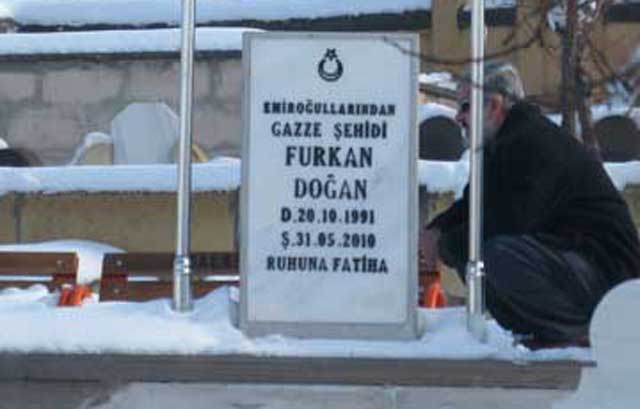 EMİROĞULLARINDAN
GAZZE ŞEHİDİ
FURKAN
DOĞAN
D.20.10.1991
Ş.31.05.2010
RUHUNA FATİHA